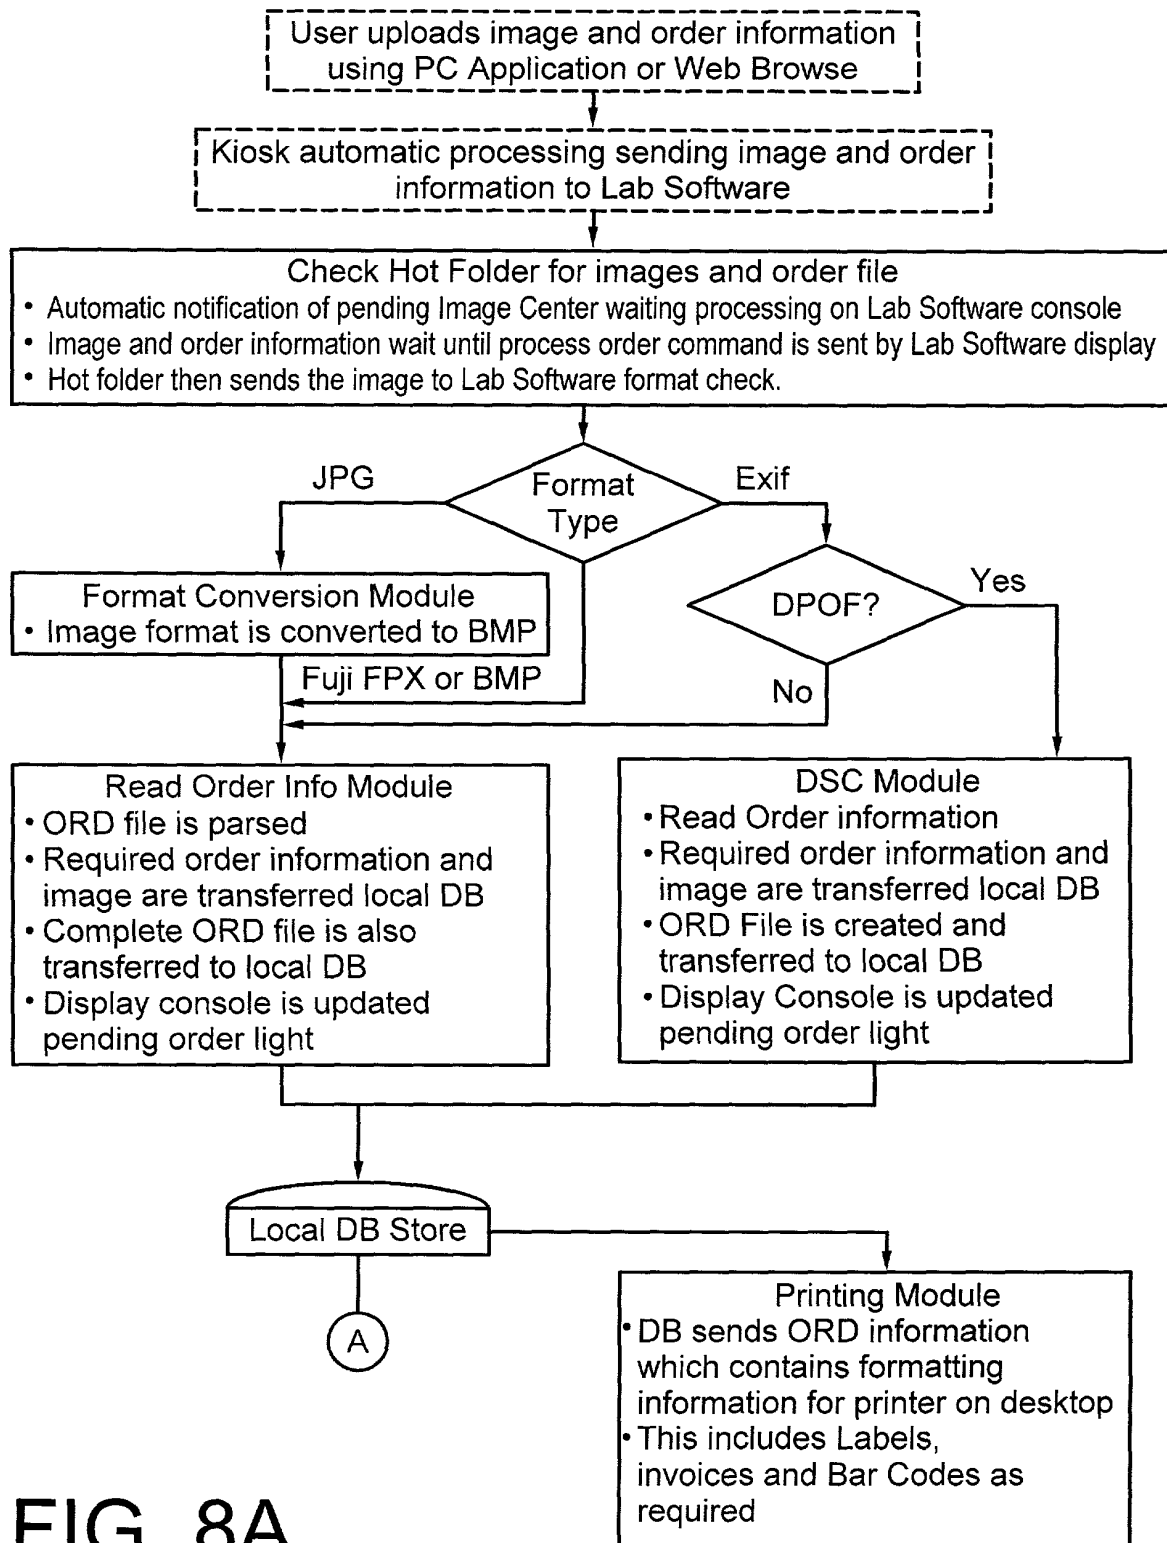 User uploads image and order information
using PC Application or Web Browse
Kiosk automatic processing sending image and order
information to Lab Software
Check Hot Folder for images and order file
• Automatic notification of pending Image Center waiting processing on Lab Software console
• Image and order information wait until process order command is sent by Lab Software display
• Hot folder then sends the image to Lab Software format check.
JPG
Format
Type
Exif
Format Conversion Module
• Image format is converted to BMP
DPOF?
Yes
Fuji FPX or BMP
No
Read Order Info Module
• ORD file is parsed
• Required order information and
image are transferred local DB
• Complete ORD file is also
transferred to local DB
• Display console is updated
pending order light
DSC Module
• Read Order information
• Required order information and
image are transferred local DB
• ORD File is created and
transferred to local DB
• Display Console is updated
pending order light
Local DB Store
A
Printing Module
• DB sends ORD information
which contains formatting
information for printer on desktop
• This includes Labels,
invoices and Bar Codes as
required
FIG. 8A